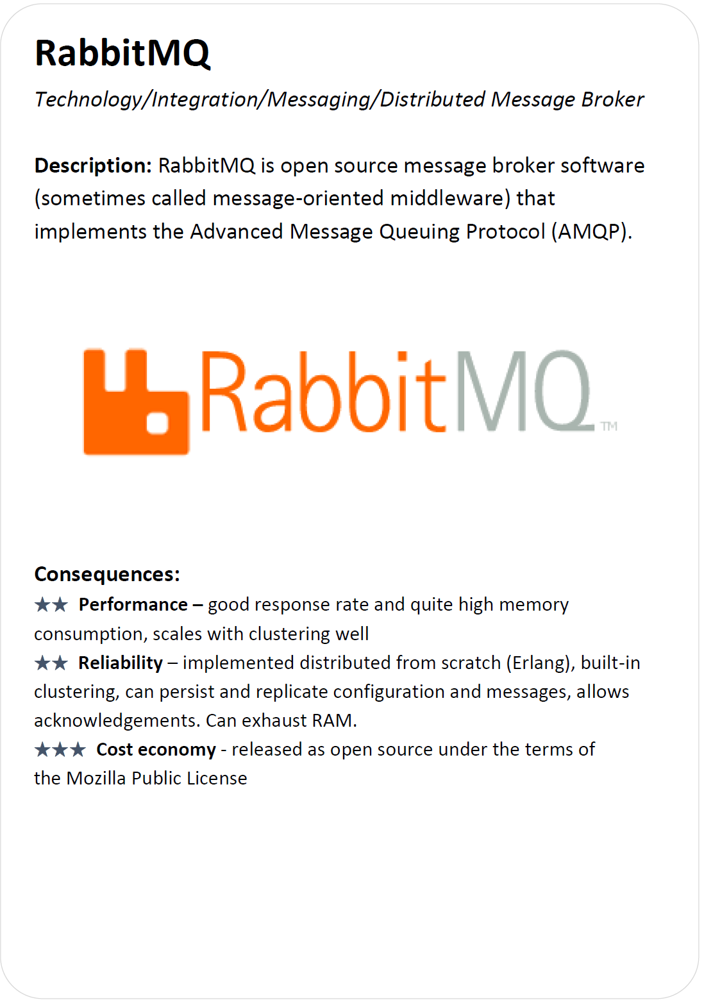 RabbitMQ
Technology/Integration/Messaging/Distributed Message Broker
Description: RabbitMQ is open source message broker software
(sometimes called message-oriented middleware) that
implements the Advanced Message Queuing Protocol (AMQP).
RabbitMQ™
Consequences:
★★ Performance – good response rate and quite high memory
consumption, scales with clustering well
★★ Reliability – implemented distributed from scratch (Erlang), built-in
clustering, can persist and replicate configuration and messages, allows
acknowledgements. Can exhaust RAM.
★★★ Cost economy - released as open source under the terms of
the Mozilla Public License